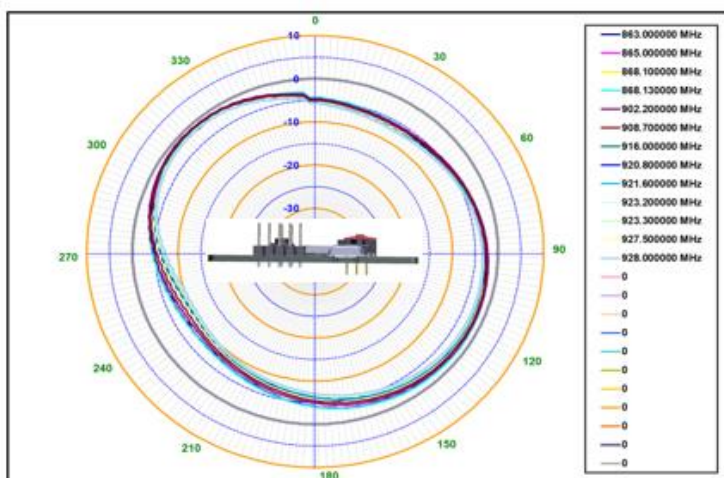 0
10
0
-10
-20
-30
30
60
90
120
150
180
210
240
270
300
330
863.000000 MHz
865.000000 MHz
868.100000 MHz
868.130000 MHz
902.200000 MHz
908.700000 MHz
916.000000 MHz
920.800000 MHz
921.600000 MHz
923.200000 MHz
923.300000 MHz
927.500000 MHz
928.000000 MHz
0
0
0
0
0
0
0
0
0
0
0